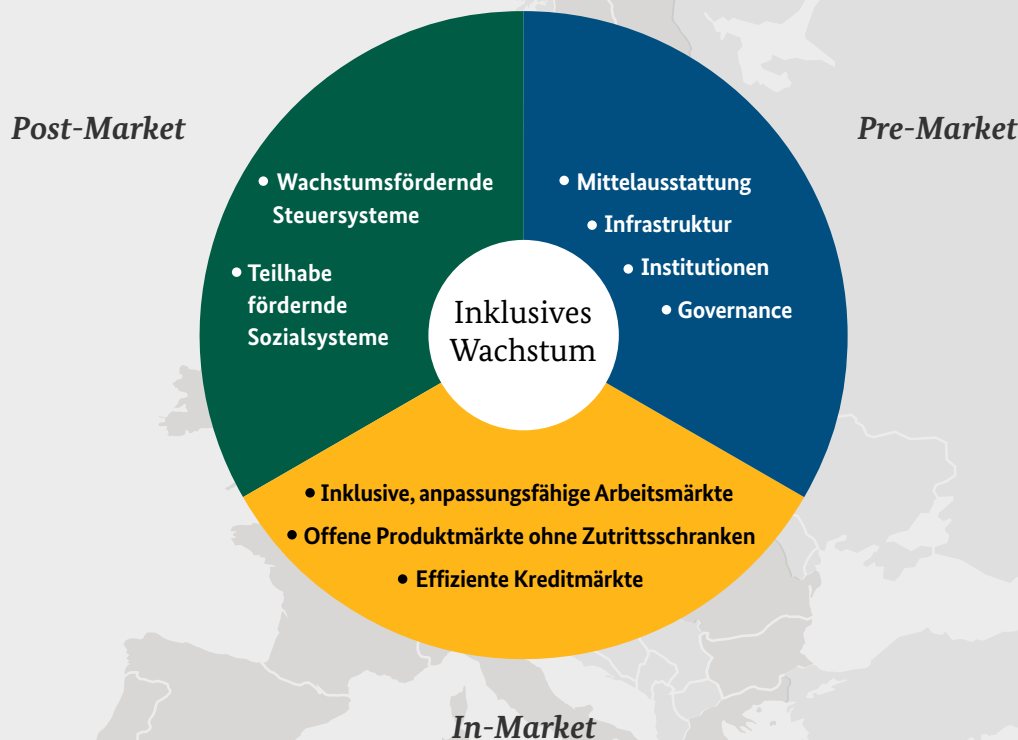 Post-Market
Pre-Market
• Wachstumsfördernde
Steuersysteme
• Teilhabe
fördernde
Sozialsysteme
• Mittelausstattung
• Infrastruktur
• Institutionen
• Governance
Inklusives
Wachstum
• Inklusive, anpassungsfähige Arbeitsmärkte
• Offene Produktmärkte ohne Zutrittsschranken
• Effiziente Kreditmärkte
In-Market